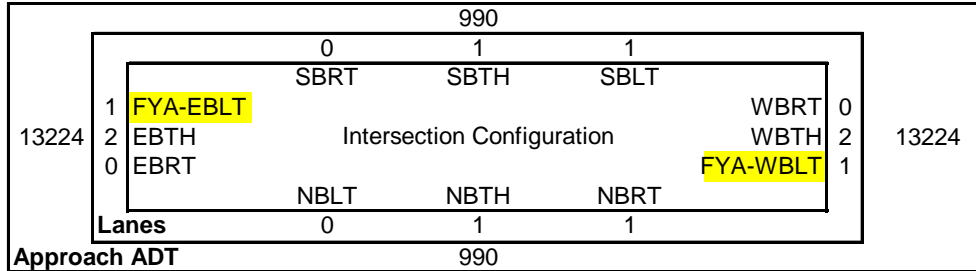 990
0 1 1
SBRT SBTH SBLT
1 FYA-EBLT WBRT 0
13224 2 EBTH Intersection Configuration WBTH 2 13224
0 EBRT FYA-WBLT 1
NBLT NBTH NBRT
Lanes 0 1 1
Approach ADT 990